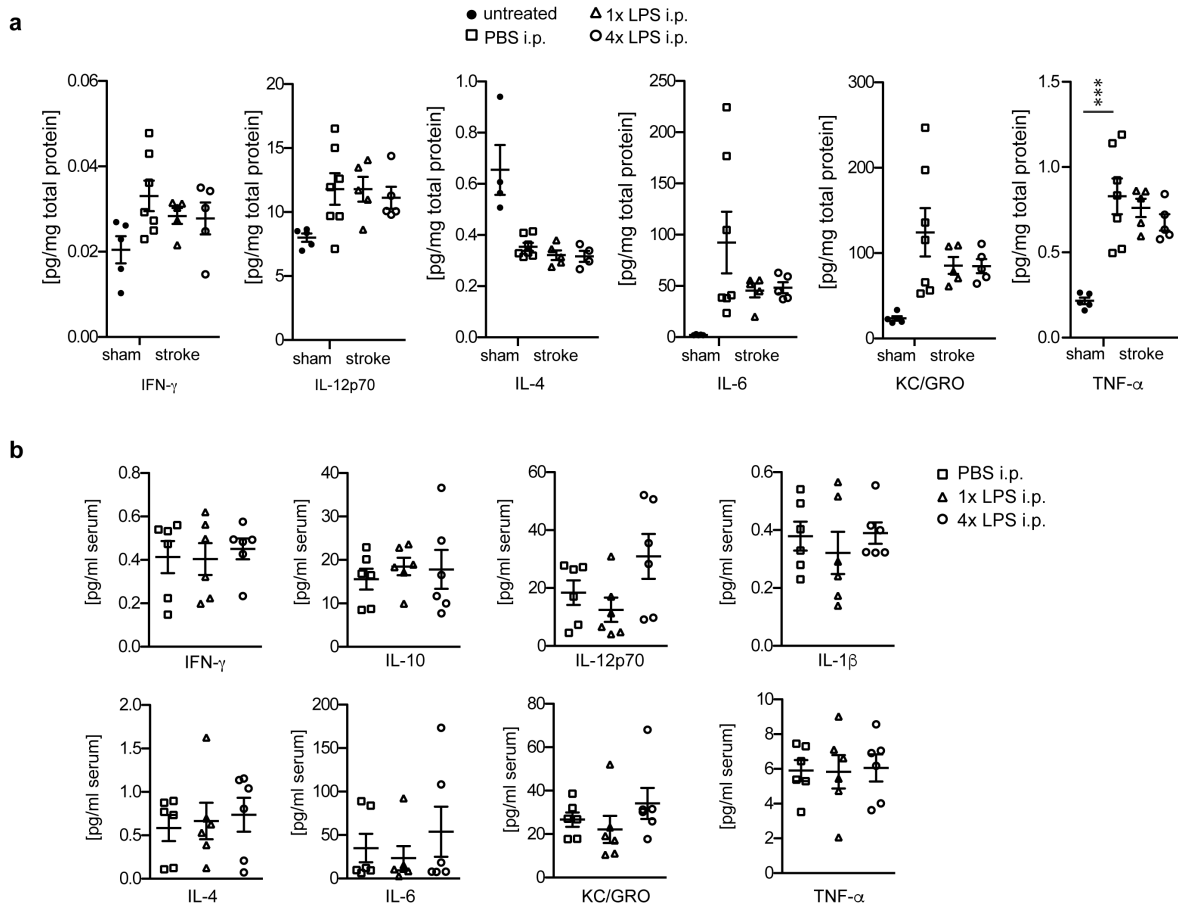 a
untreated
1x LPS i.p.
PBS i.p.
4x LPS i.p.
[pg/mg total protein]
0.06
0.04
0.02
0.00
sham stroke
IFN-γ
[pg/mg total protein]
20
15
10
5
0
sham stroke
IL-12p70
[pg/mg total protein]
1.0
0.8
0.6
0.4
0.2
0.0
sham stroke
IL-4
[pg/mg total protein]
250
200
150
100
50
0
sham stroke
IL-6
[pg/mg total protein]
300
200
100
0
sham stroke
KC/GRO
[pg/mg total protein]
1.5
1.0
0.5
0.0
***
sham stroke
TNF-α
b
PBS i.p.
1x LPS i.p.
4x LPS i.p.
[pg/ml serum]
0.8
0.6
0.4
0.2
0.0
IFN-γ
[pg/ml serum]
40
30
20
10
0
IL-10
[pg/ml serum]
60
40
20
0
IL-12p70
[pg/ml serum]
0.6
0.4
0.2
0.0
IL-1β
[pg/ml serum]
2.0
1.5
1.0
0.5
0.0
IL-4
[pg/ml serum]
200
150
100
50
0
IL-6
[pg/ml serum]
80
60
40
20
0
KC/GRO
[pg/ml serum]
10
8
6
4
2
0
TNF-α